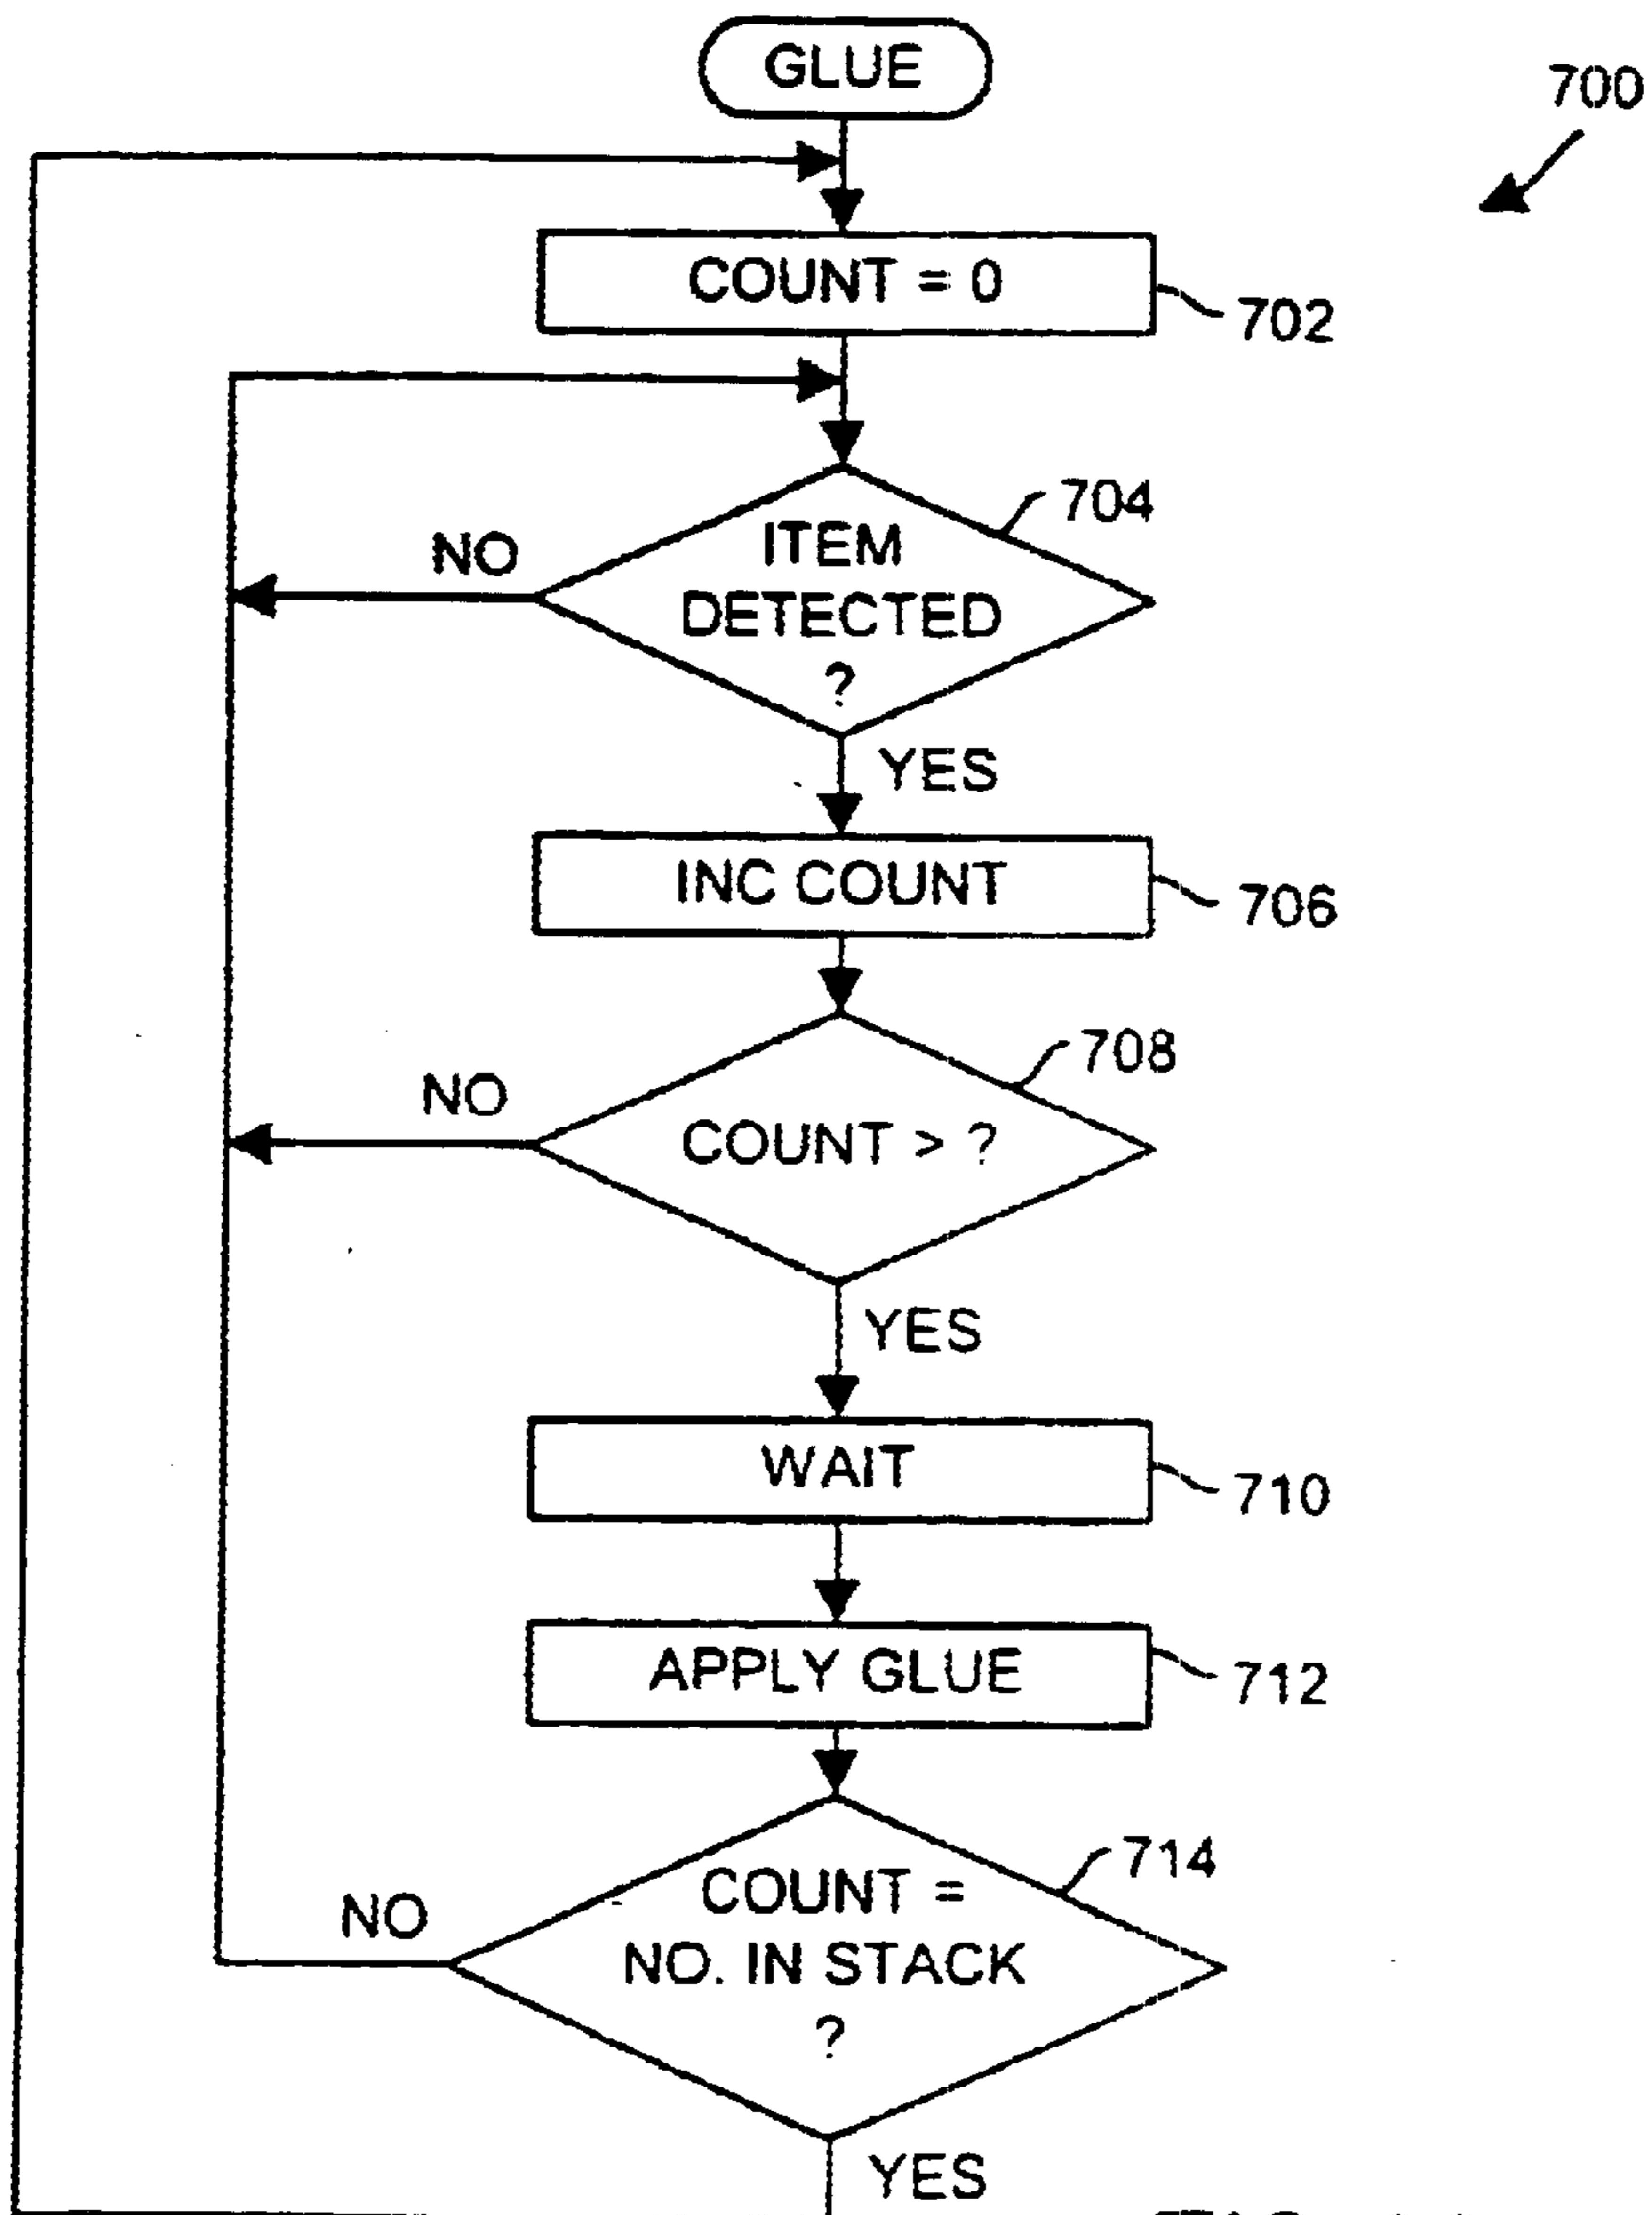 GLUE
700
COUNT = 0
702
704
NO
ITEM
DETECTED
?
YES
INC COUNT
706
708
NO
COUNT > ?
YES
WAIT
710
APPLY GLUE
712
714
NO
COUNT =
NO. IN STACK
?
YES